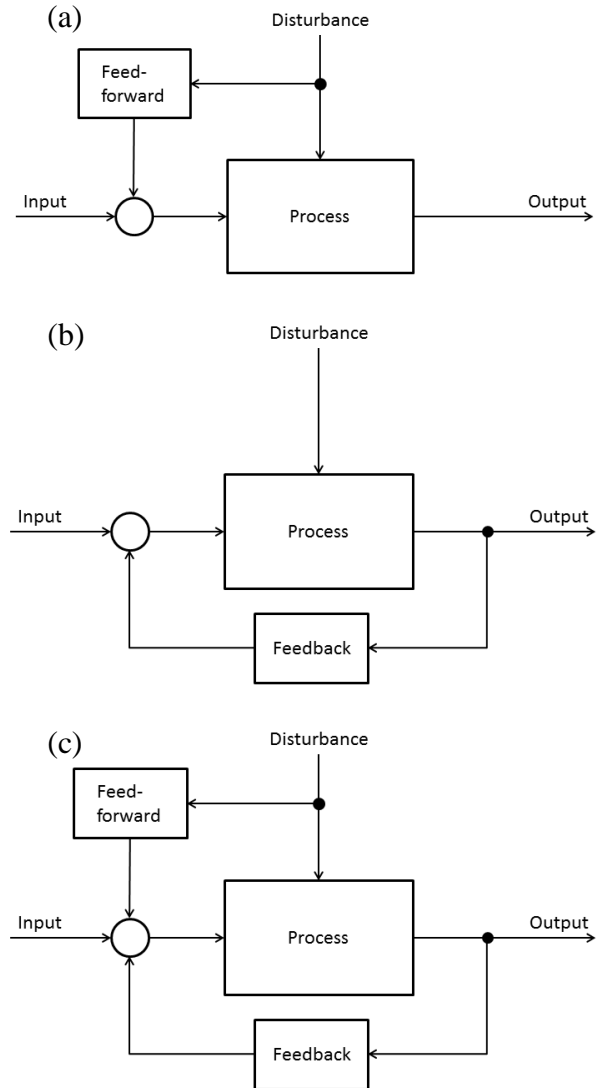 (a)
Disturbance
Feed-
forward
Input
Process
Output
(b)
Disturbance
Input
Process
Output
Feedback
(c)
Disturbance
Feed-
forward
Input
Process
Output
Feedback